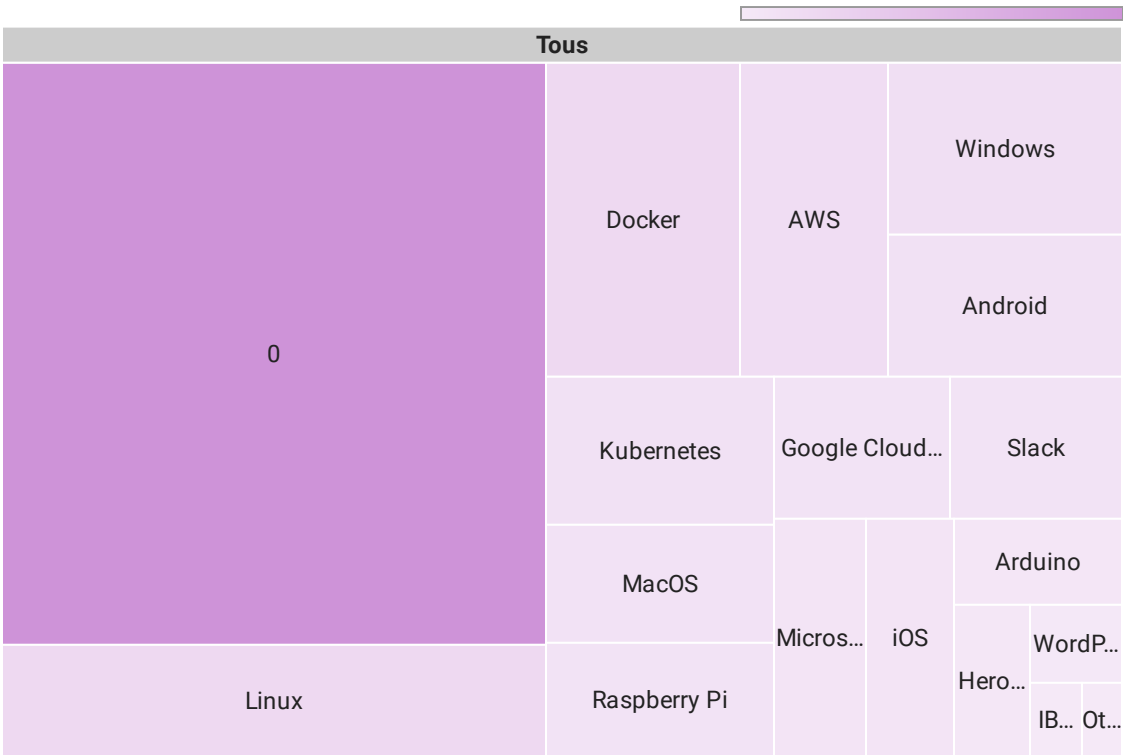 Tous
0
Linux
Docker
AWS
Windows
Android
Kubernetes
Google Cloud…
Slack
MacOS
Raspberry Pi
Micros…
iOS
Arduino
Hero…
WordP…
IB…
Ot…